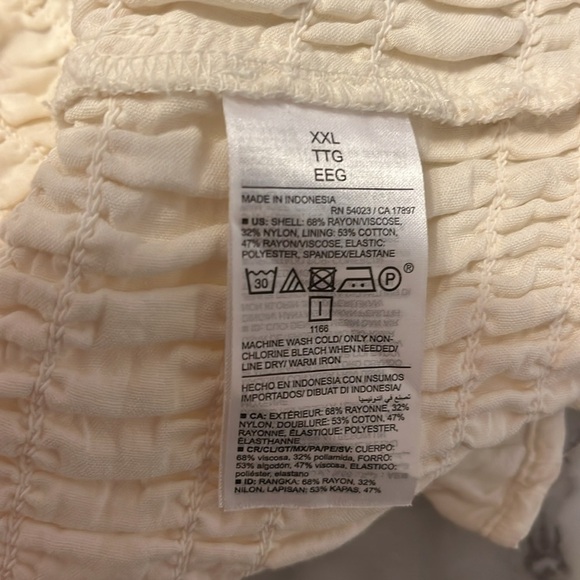 XXL
TTG
EEG
MADE IN INDONESIA
RN 54023 / CA 17897
■ US: SHELL: 68% RAYON/VISCOSE,
32% NYLON, LINING: 53% COTTON,
47% RAYON/VISCOSE, ELASTIC:
POLYESTER, SPANDEX/ELASTANE
30 P ®
I
1166
MACHINE WASH COLD/ ONLY NON-
CHLORINE BLEACH WHEN NEEDED/
LINE DRY/ WARM IRON
HECHO EN INDONESIA CON INSUMOS
IMPORTADOS/ DIBUAT DI INDONESIA/
تصنع في اندونيسيا
■ CA: EXTÉRIEUR: 68% RAYONNE, 32%
NYLON, DOUBLURE: 53% COTON, 47%
RAYONNE, ÉLASTIQUE: POLYESTER,
ÉLASTHANNE
■ CR/CL/GT/MX/PA/PE/SV: CUERPO:
68% viscosa, 32% poliamida, FORRO:
53% algodón, 47% viscosa, ELASTICO:
poliéster, elastano
■ ID: RANGKA: 68% RAYON, 32%
NILON, LAPISAN: 53% KAPAS, 47%